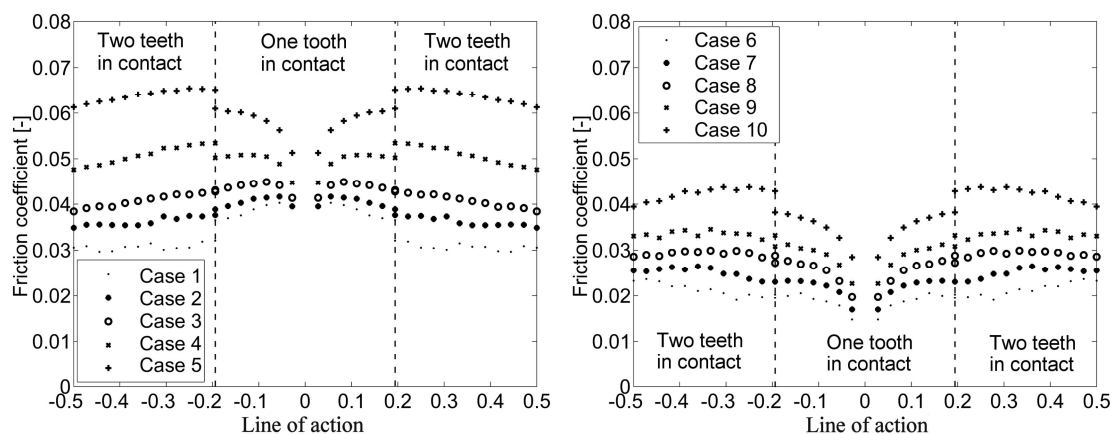 Friction coefficient [-]
0.08
0.07
0.06
0.05
0.04
0.03
0.02
0.01
0
Two teeth
in contact
One tooth
in contact
Two teeth
in contact
Case 1
Case 2
Case 3
Case 4
Case 5
-0.5 -0.4 -0.3 -0.2 -0.1 0 0.1 0.2 0.3 0.4 0.5
Line of action
Friction coefficient [-]
0.08
0.07
0.06
0.05
0.04
0.03
0.02
0.01
0
Case 6
Case 7
Case 8
Case 9
Case 10
Two teeth
in contact
One tooth
in contact
Two teeth
in contact
-0.5 -0.4 -0.3 -0.2 -0.1 0 0.1 0.2 0.3 0.4 0.5
Line of action